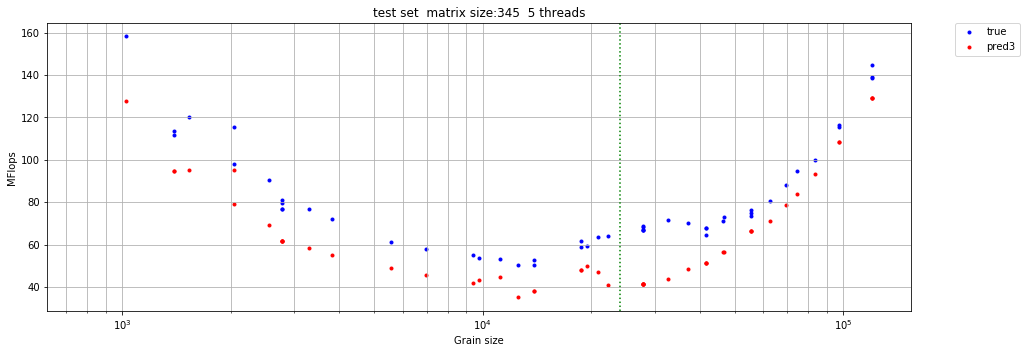 test set  matrix size:345  5 threads
160
140
120
100
80
60
40
MFlops
10³
10⁴
10⁵
Grain size
true
pred3